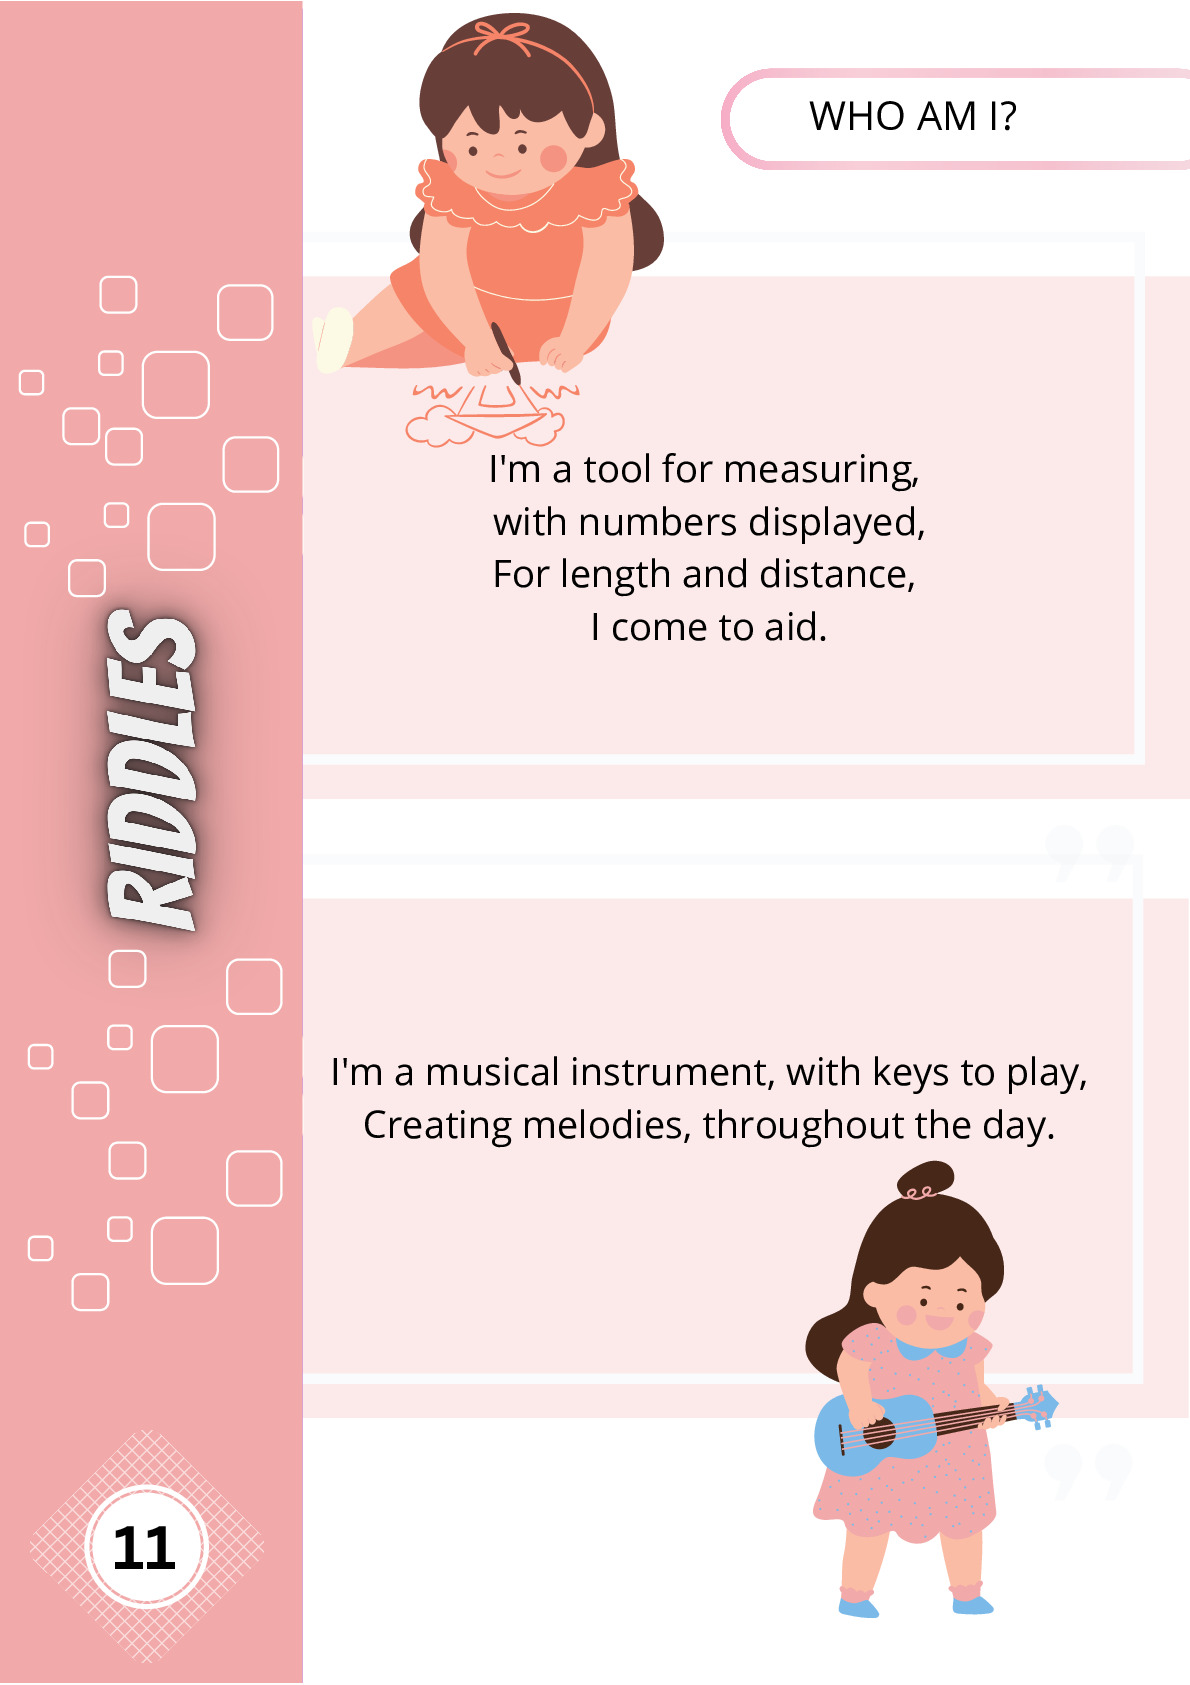 WHO AM I?
I'm a tool for measuring,
with numbers displayed,
For length and distance,
I come to aid.
RIDDLES
I'm a musical instrument, with keys to play,
Creating melodies, throughout the day.
11